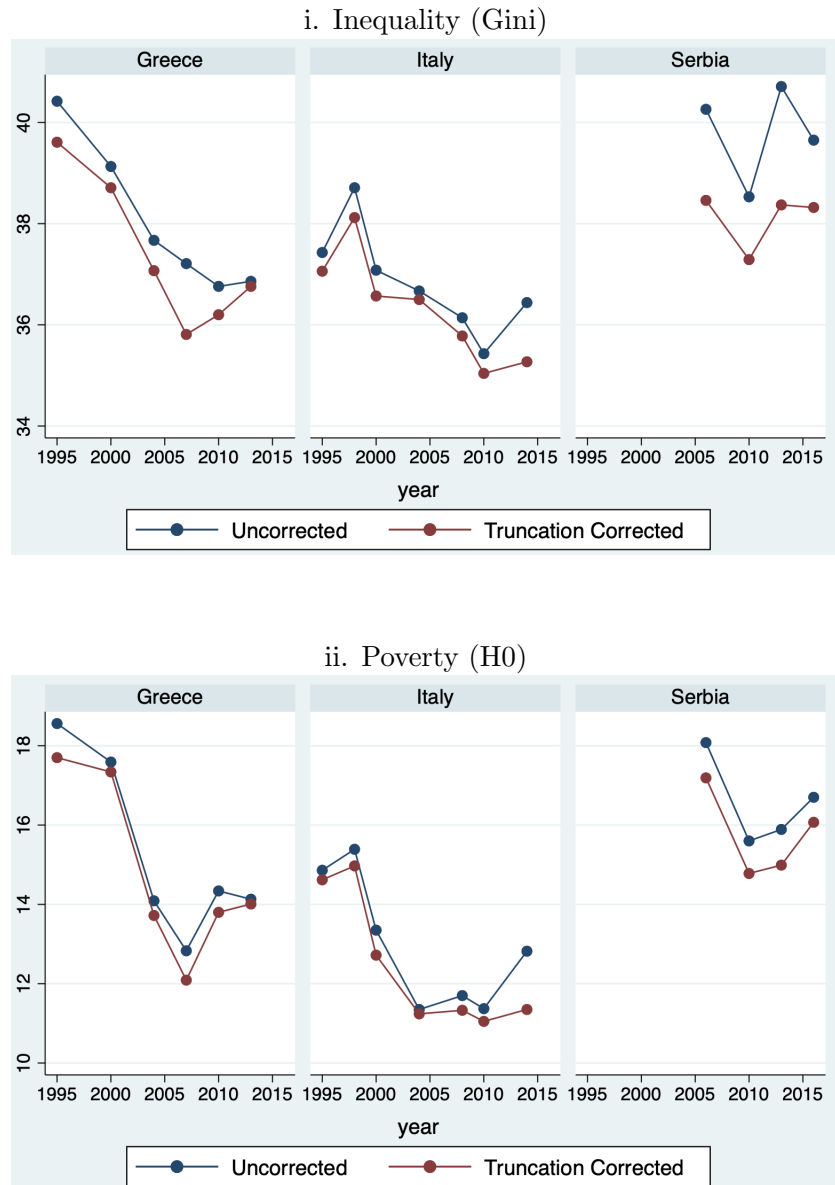 i. Inequality (Gini)
Greece Italy Serbia
40
38
36
34
1995 2000 2005 2010 2015 1995 2000 2005 2010 2015 1995 2000 2005 2010 2015
year
Uncorrected Truncation Corrected
ii. Poverty (H0)
Greece Italy Serbia
18
16
14
12
10
1995 2000 2005 2010 2015 1995 2000 2005 2010 2015 1995 2000 2005 2010 2015
year
Uncorrected Truncation Corrected